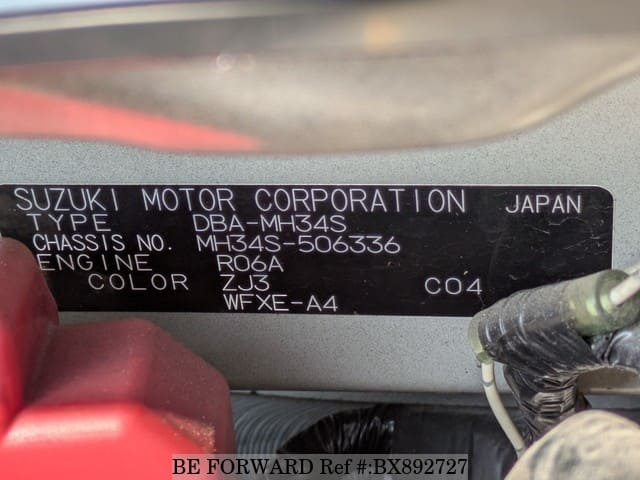 SUZUKI MOTOR CORPORATION JAPAN
TYPE DBA-MH34S
CHASSIS NO. MH34S-506336
ENGINE R06A
COLOR ZJ3 C04
WFXE-A4
BE FORWARD Ref #:BX892727